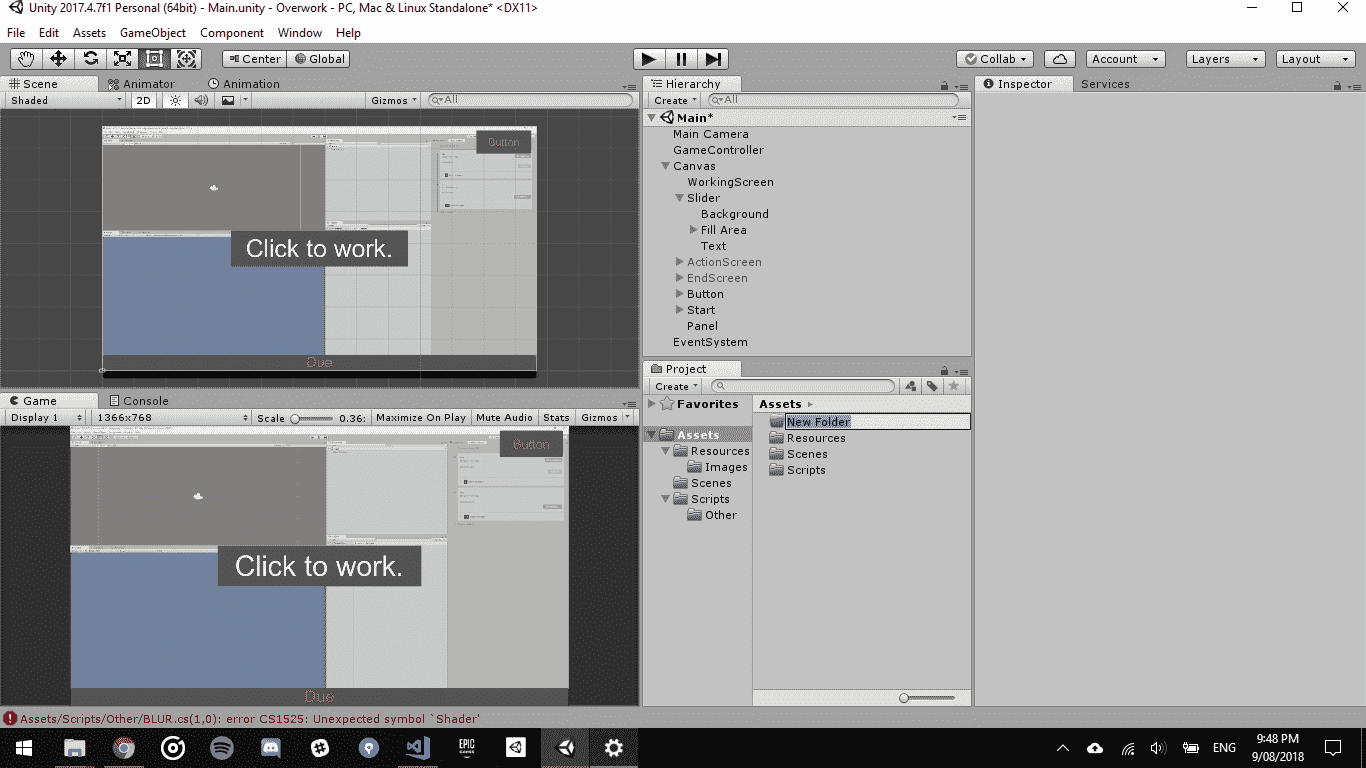 Unity 2017.4.7f1 Personal (64bit) - Main.unity - Overwork - PC, Mac & Linux Standalone* <DX11>
File Edit Assets GameObject Component Window Help
Center Global Collab Account Layers Layout
Scene Animator Animation
Shaded 2D Gizmos All
Button
Click to work.
Due
Game Console
Display 1 1366x768 Scale 0.36: Maximize On Play Mute Audio Stats Gizmos
Button
Click to work.
Due
Hierarchy
Create All
Main*
Main Camera
GameController
Canvas
WorkingScreen
Slider
Background
Fill Area
Text
ActionScreen
EndScreen
Button
Start
Panel
EventSystem
Project
Create
Favorites
Assets
Resources
Images
Scenes
Scripts
Other
Assets
New Folder
Resources
Scenes
Scripts
Inspector Services
Assets/Scripts/Other/BLUR.cs(1,0): error CS1525: Unexpected symbol `Shader'
EPIC
GAMES
ENG
9:48 PM
9/08/2018